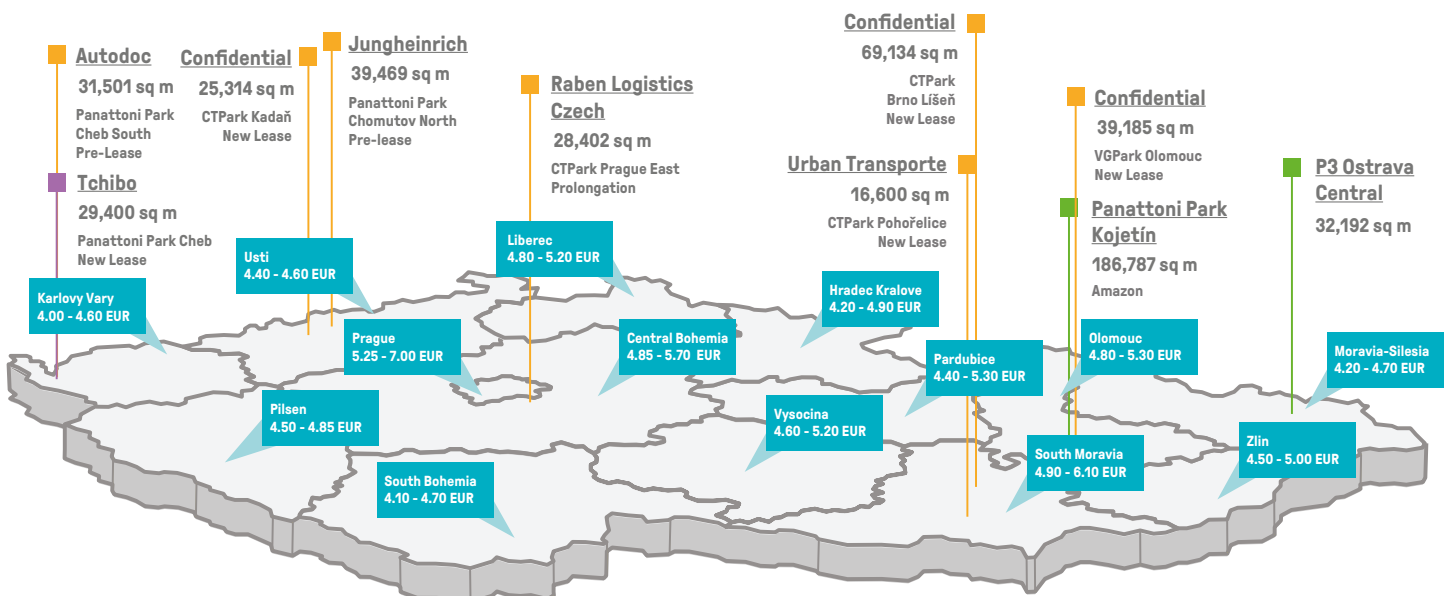 Autodoc
31,501 sq m
Panattoni Park
Cheb South
Pre-Lease
Tchibo
29,400 sq m
Panattoni Park Cheb
New Lease
Confidential
25,314 sq m
CTPark Kadaň
New Lease
Jungheinrich
39,469 sq m
Panattoni Park
Chomutov North
Pre-lease
Raben Logistics
Czech
28,402 sq m
CTPark Prague East
Prolongation
Confidential
69,134 sq m
CTPark
Brno Líšeň
New Lease
Urban Transporte
16,600 sq m
CTPark Pohořelice
New Lease
Confidential
39,185 sq m
VGPark Olomouc
New Lease
Panattoni Park
Kojetín
186,787 sq m
Amazon
P3 Ostrava
Central
32,192 sq m
Karlovy Vary
4.00 - 4.60 EUR
Usti
4.40 - 4.60 EUR
Liberec
4.80 - 5.20 EUR
Hradec Kralove
4.20 - 4.90 EUR
Prague
5.25 - 7.00 EUR
Central Bohemia
4.85 - 5.70 EUR
Pardubice
4.40 - 5.30 EUR
Olomouc
4.80 - 5.30 EUR
Moravia-Silesia
4.20 - 4.70 EUR
Pilsen
4.50 - 4.85 EUR
Vysocina
4.60 - 5.20 EUR
South Moravia
4.90 - 6.10 EUR
Zlin
4.50 - 5.00 EUR
South Bohemia
4.10 - 4.70 EUR